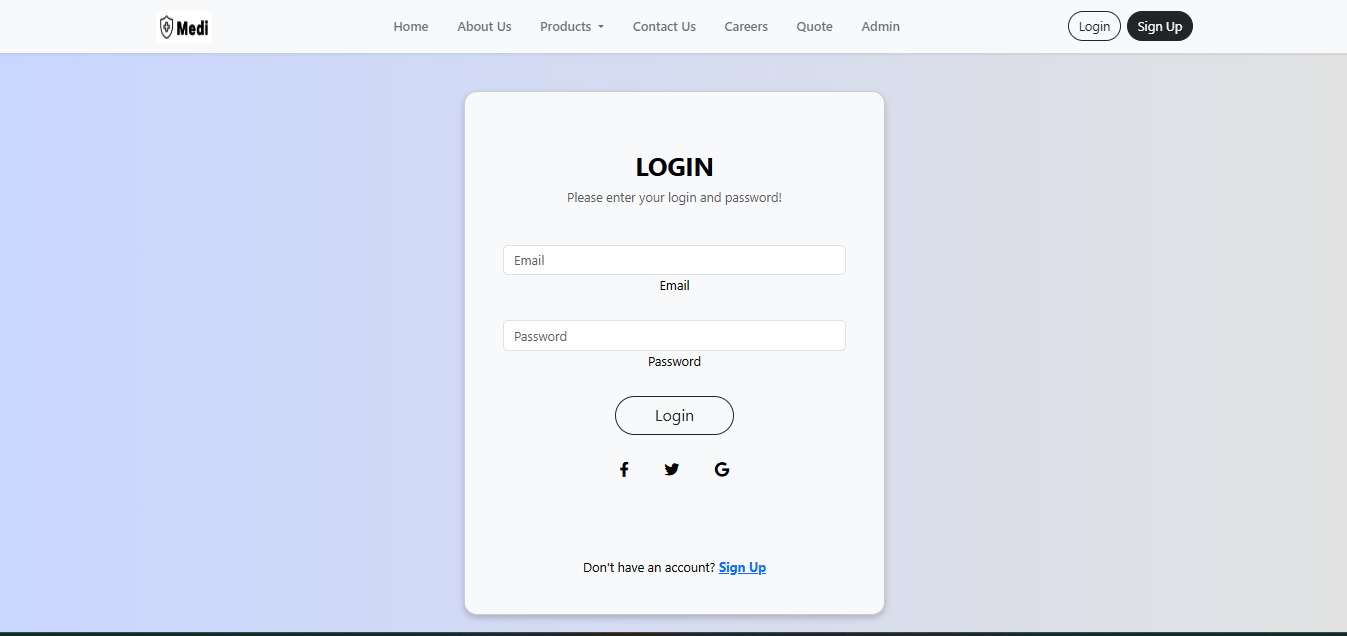 Medi Home About Us Products Contact Us Careers Quote Admin Login Sign Up
LOGIN
Please enter your login and password!
Email
Email
Password
Password
Login
Don't have an account? Sign Up